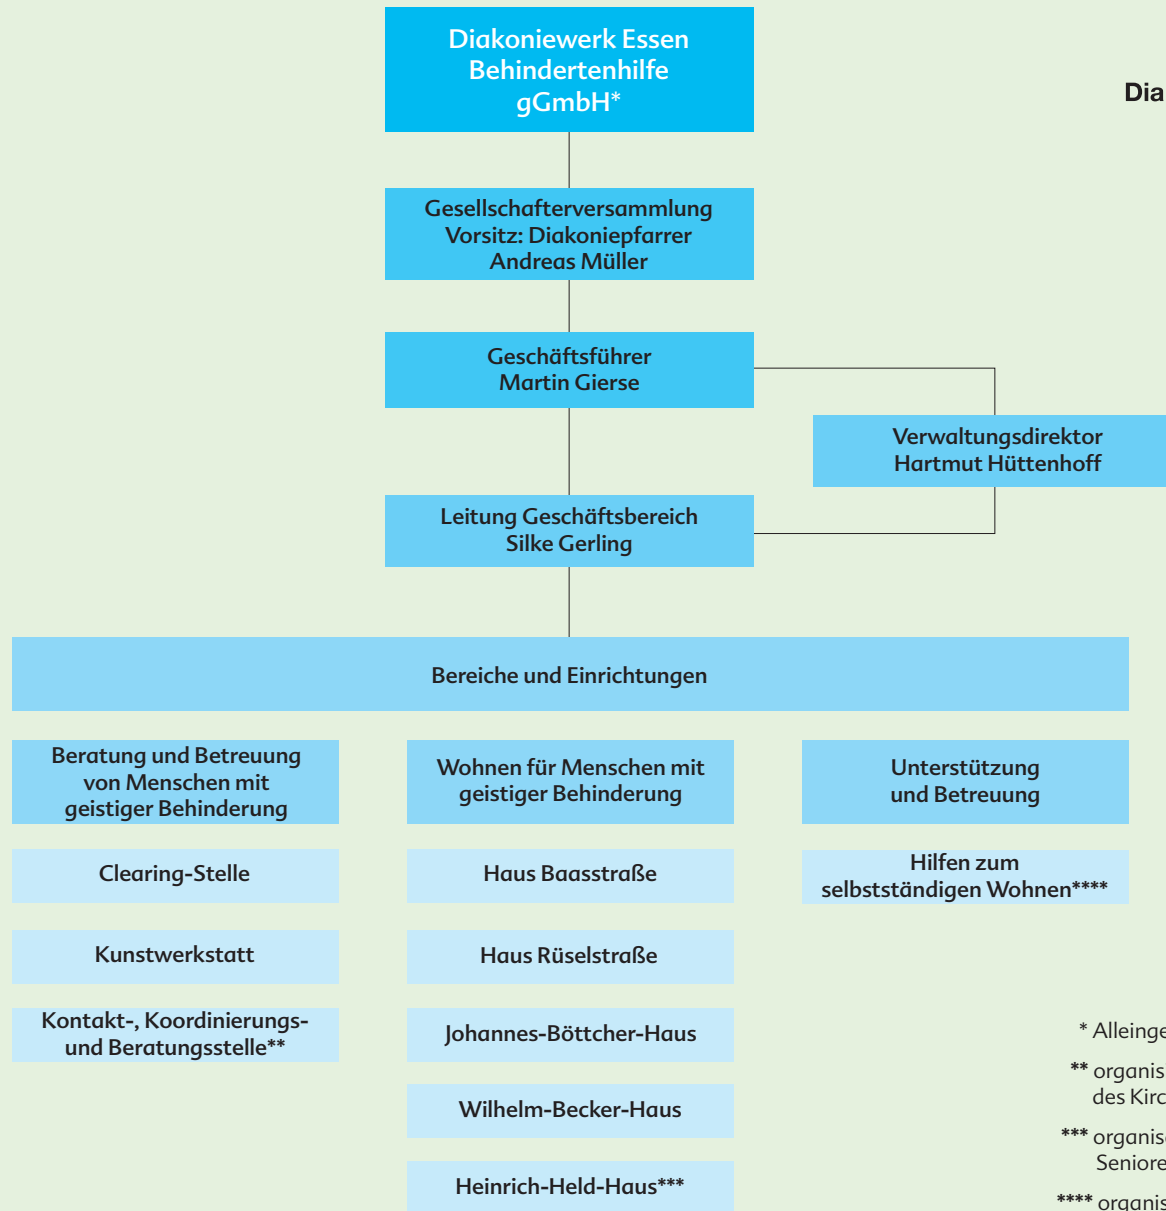 Diakoniewerk Essen
Behindertenhilfe
gGmbH*
Gesellschafterversammlung
Vorsitz: Diakoniepfarrer
Andreas Müller
Geschäftsführer
Martin Gierse
Verwaltungsdirektor
Hartmut Hüttenhoff
Leitung Geschäftsbereich
Silke Gerling
Bereiche und Einrichtungen
Beratung und Betreuung
von Menschen mit
geistiger Behinderung
Clearing-Stelle
Kunstwerkstatt
Kontakt-, Koordinierungs-
und Beratungsstelle**
Wohnen für Menschen mit
geistiger Behinderung
Haus Baasstraße
Haus Rüselstraße
Johannes-Böttcher-Haus
Wilhelm-Becker-Haus
Heinrich-Held-Haus***
Unterstützung
und Betreuung
Hilfen zum
selbstständigen Wohnen****
*
**
des
***
****